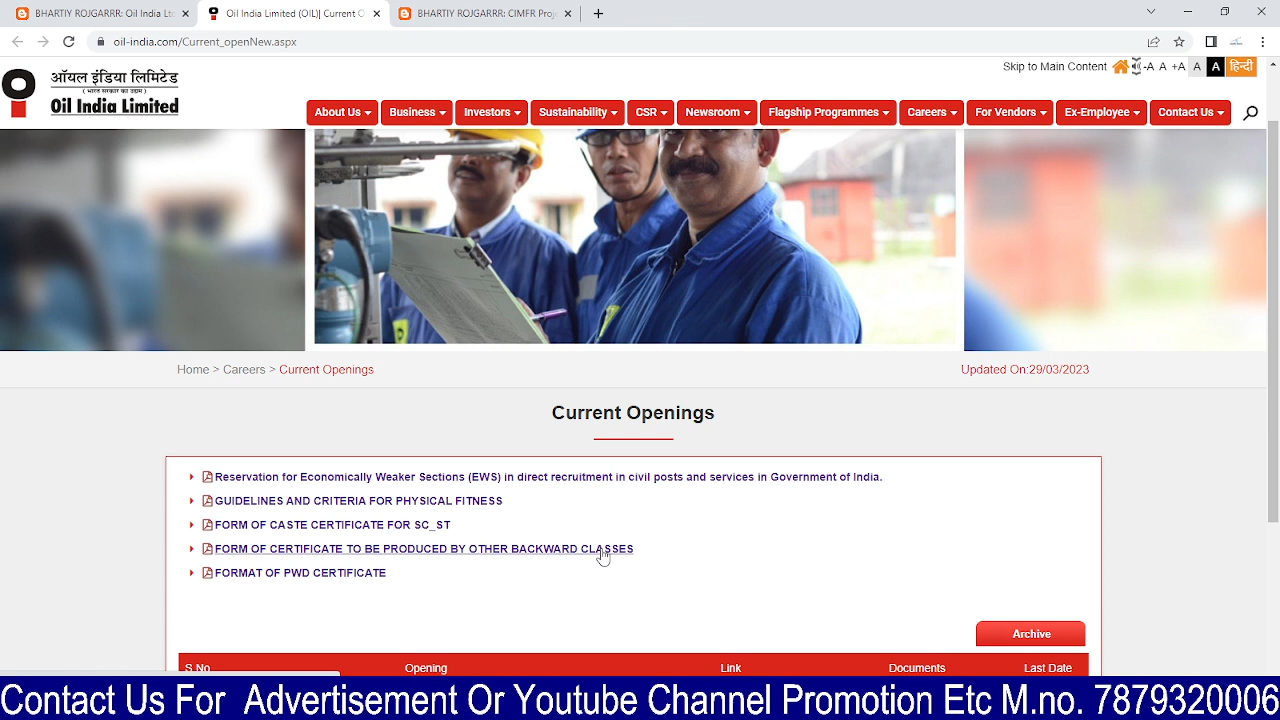 BHARTIY ROJGARRR: Oil India Lt
Oil India Limited (OIL)| Current O
BHARTIY ROJGARRR: CIMFR Proj
oil-india.com/Current_openNew.aspx
Skip to Main Content -A A +A A A हिन्दी
ऑयल इंडिया लिमिटेड
( भारत सरकार का उद्यम )
Oil India Limited
About Us Business Investors Sustainability CSR Newsroom Flagship Programmes Careers For Vendors Ex-Employee Contact Us
Home > Careers > Current Openings Updated On:29/03/2023
Current Openings
Reservation for Economically Weaker Sections (EWS) in direct recruitment in civil posts and services in Government of India.
GUIDELINES AND CRITERIA FOR PHYSICAL FITNESS
FORM OF CASTE CERTIFICATE FOR SC_ST
FORM OF CERTIFICATE TO BE PRODUCED BY OTHER BACKWARD CLASSES
FORMAT OF PWD CERTIFICATE
Archive
S.No. Opening Link Documents Last Date
Contact Us For Advertisement Or Youtube Channel Promotion Etc M.no. 7879320006